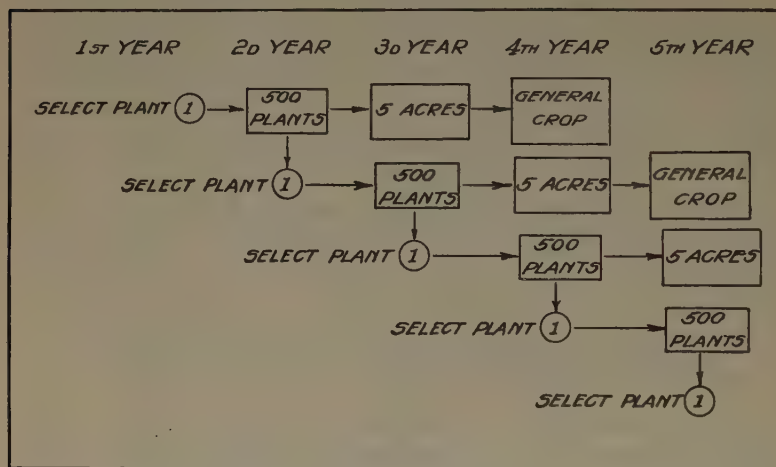 1ST YEAR 2D YEAR 3D YEAR 4TH YEAR 5TH YEAR
SELECT PLANT 1 500 PLANTS 5 ACRES GENERAL CROP
SELECT PLANT 1 500 PLANTS 5 ACRES GENERAL CROP
SELECT PLANT 1 500 PLANTS 5 ACRES
SELECT PLANT 1 500 PLANTS
SELECT PLANT 1